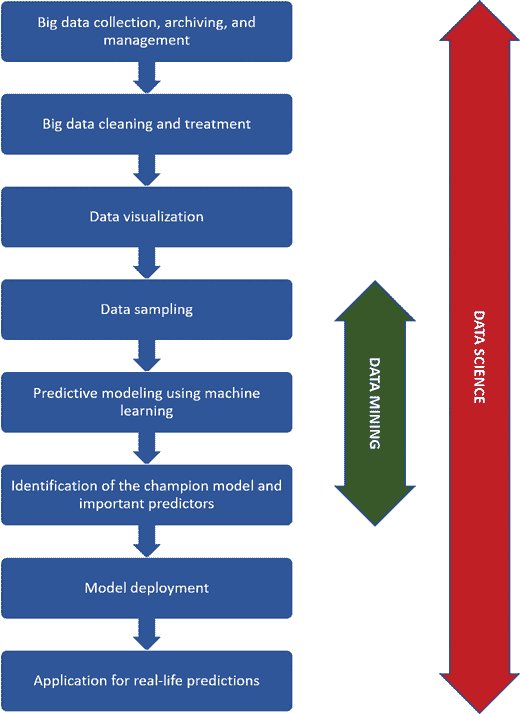 Big data collection, archiving, and
management
Big data cleaning and treatment
Data visualization
Data sampling
Predictive modeling using machine
learning
Identification of the champion model and
important predictors
Model deployment
Application for real-life predictions
DATA MINING
DATA SCIENCE